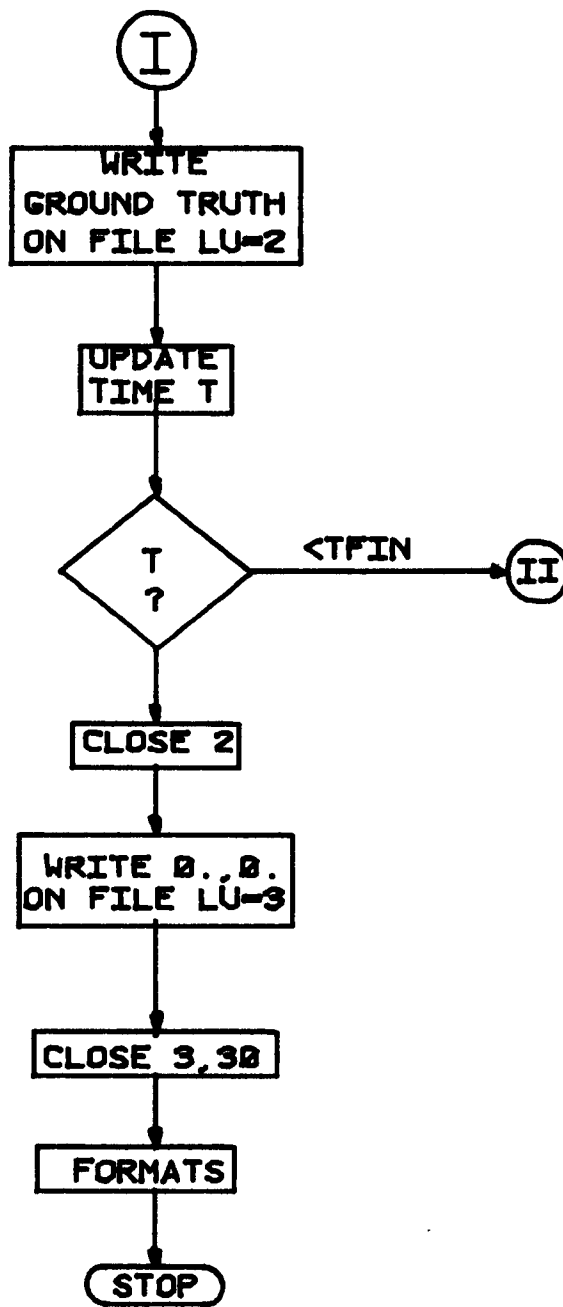 I
WRITE
GROUND TRUTH
ON FILE LU=2
UPDATE
TIME T
T
?
<TFIN
II
CLOSE 2
WRITE 0.,0.
ON FILE LU=3
CLOSE 3,30
FORMATS
STOP